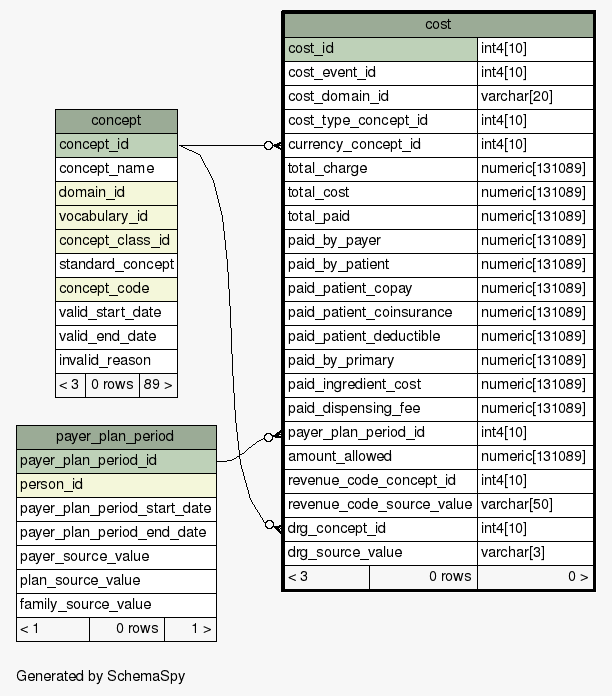 cost
cost_id int4[10]
cost_event_id int4[10]
cost_domain_id varchar[20]
cost_type_concept_id int4[10]
currency_concept_id int4[10]
total_charge numeric[131089]
total_cost numeric[131089]
total_paid numeric[131089]
paid_by_payer numeric[131089]
paid_by_patient numeric[131089]
paid_patient_copay numeric[131089]
paid_patient_coinsurance numeric[131089]
paid_patient_deductible numeric[131089]
paid_by_primary numeric[131089]
paid_ingredient_cost numeric[131089]
paid_dispensing_fee numeric[131089]
payer_plan_period_id int4[10]
amount_allowed numeric[131089]
revenue_code_concept_id int4[10]
revenue_code_source_value varchar[50]
drg_concept_id int4[10]
drg_source_value varchar[3]
< 3 0 rows 0 >
concept
concept_id
concept_name
domain_id
vocabulary_id
concept_class_id
standard_concept
concept_code
valid_start_date
valid_end_date
invalid_reason
< 3 0 rows 89 >
payer_plan_period
payer_plan_period_id
person_id
payer_plan_period_start_date
payer_plan_period_end_date
payer_source_value
plan_source_value
family_source_value
< 1 0 rows 1 >
Generated by SchemaSpy